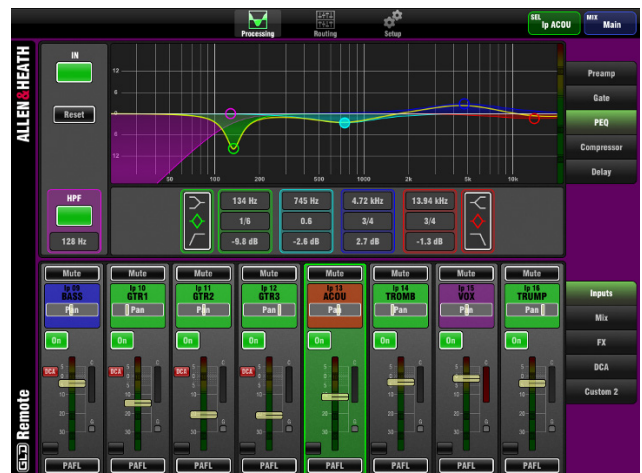 Processing
Routing
Setup
SEL
Ip ACOU
MIX
Main
ALLEN&HEATH
IN
Reset
HPF
128 Hz
12
6
0
6
12
50 100 200 500 1000 2k 5k 10k
134 Hz 745 Hz 4.72 kHz 13.94 kHz
1/6 0.6 3/4 3/4
-9.8 dB -2.6 dB 2.7 dB -1.3 dB
Preamp
Gate
PEQ
Compressor
Delay
Mute Mute Mute Mute Mute Mute Mute Mute
Ip 09 Ip 10 Ip 11 Ip 12 Ip 13 Ip 14 Ip 15 Ip 16
BASS GTR1 GTR2 GTR3 ACOU TROMB VOX TRUMP
Pan Pan Pan Pan Pan Pan Pan Pan
On On On On On On On On
DCA DCA DCA DCA
PAFL PAFL PAFL PAFL PAFL PAFL PAFL PAFL
Inputs
Mix
FX
DCA
Custom 2
GLD Remote